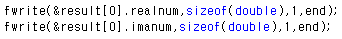 fwrite(&result[0].realnum,sizeof(double),1,end);
fwrite(&result[0].imanum,sizeof(double),1,end);